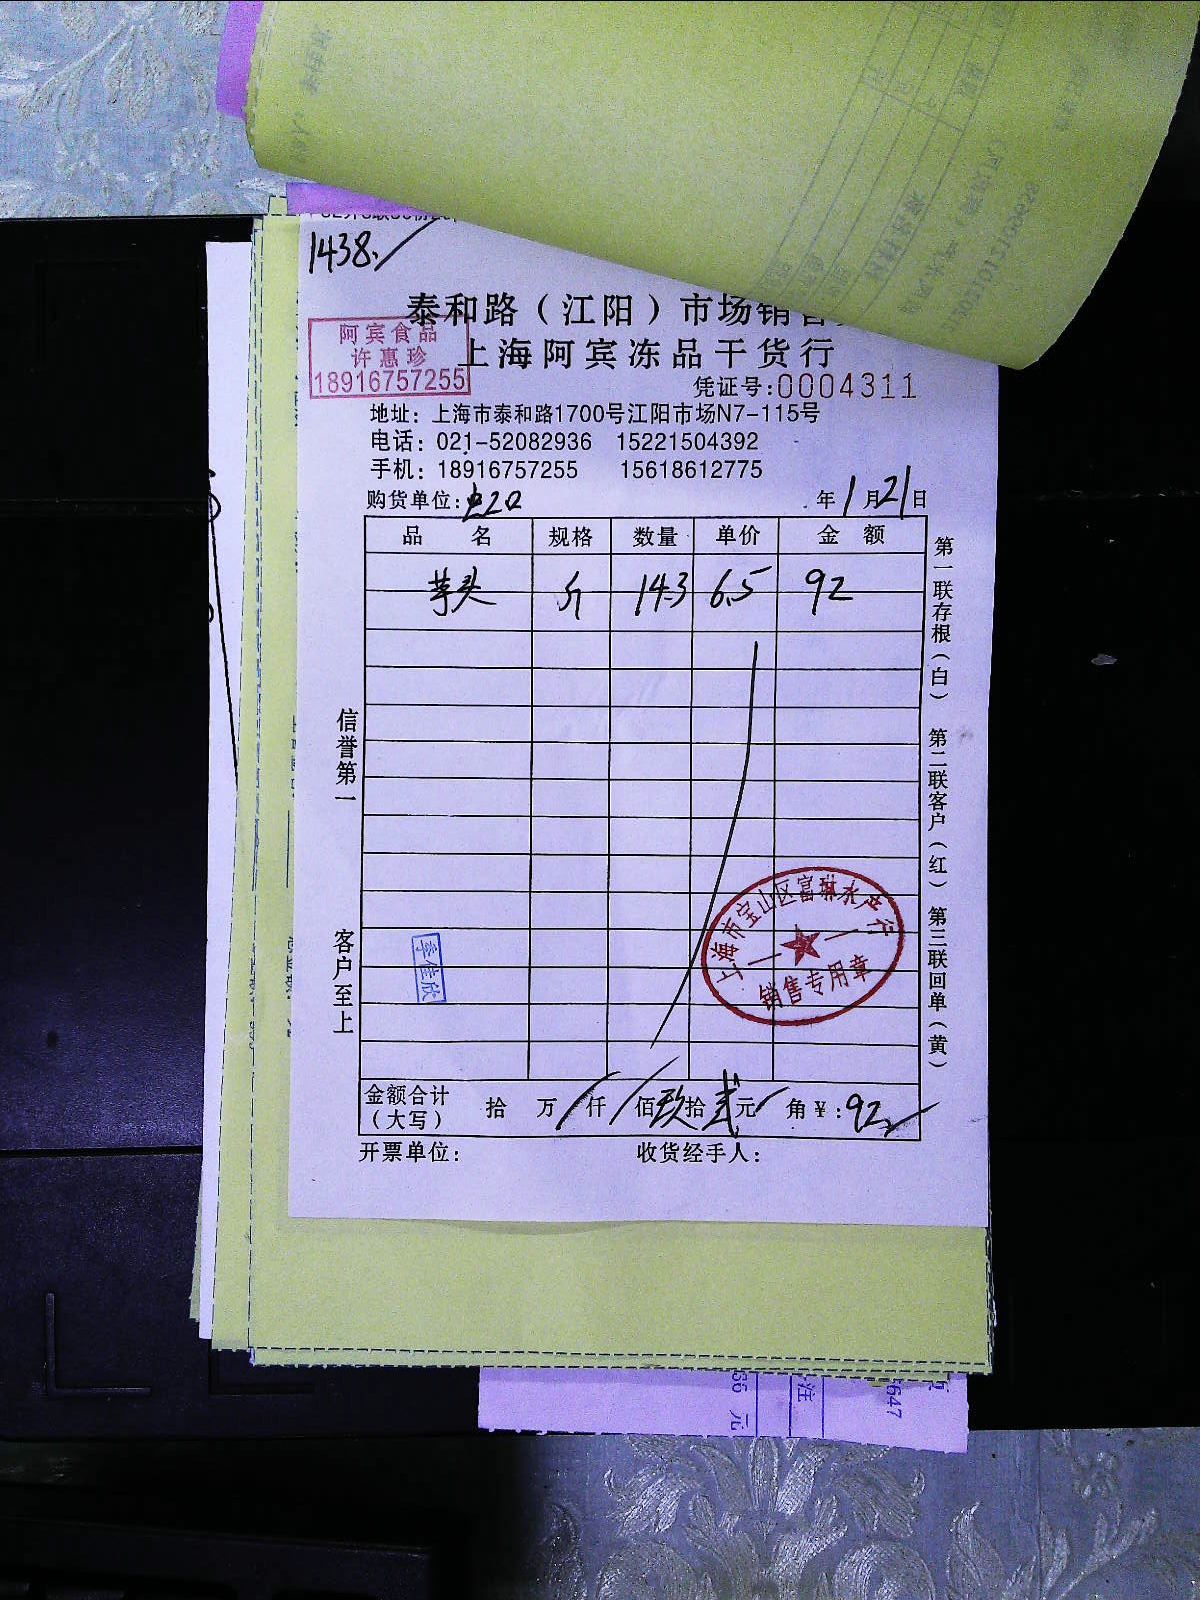 1438.
泰和路（江阳）市场销售
上海阿宾冻品干货行
阿宾食品
许惠珍
18916757255
凭证号:0004311
地址：上海市泰和路1700号江阳市场N7-115号
电话：021-52082936 15221504392
手机：18916757255 15618612775
购货单位:
年1月21日
品 名 规格 数量 单价 金 额
芋头 斤 14.3 6.5 92
信誉第一
客户至上
第一联存根（白） 第二联客户（红） 第三联回单（黄）
李佳欣
上海市宝山区富琳水产行
销售专用章
金额合计（大写） 拾 万 仟 佰 玖拾 贰元 角 ¥:92
开票单位: 收货经手人:
元
注
647